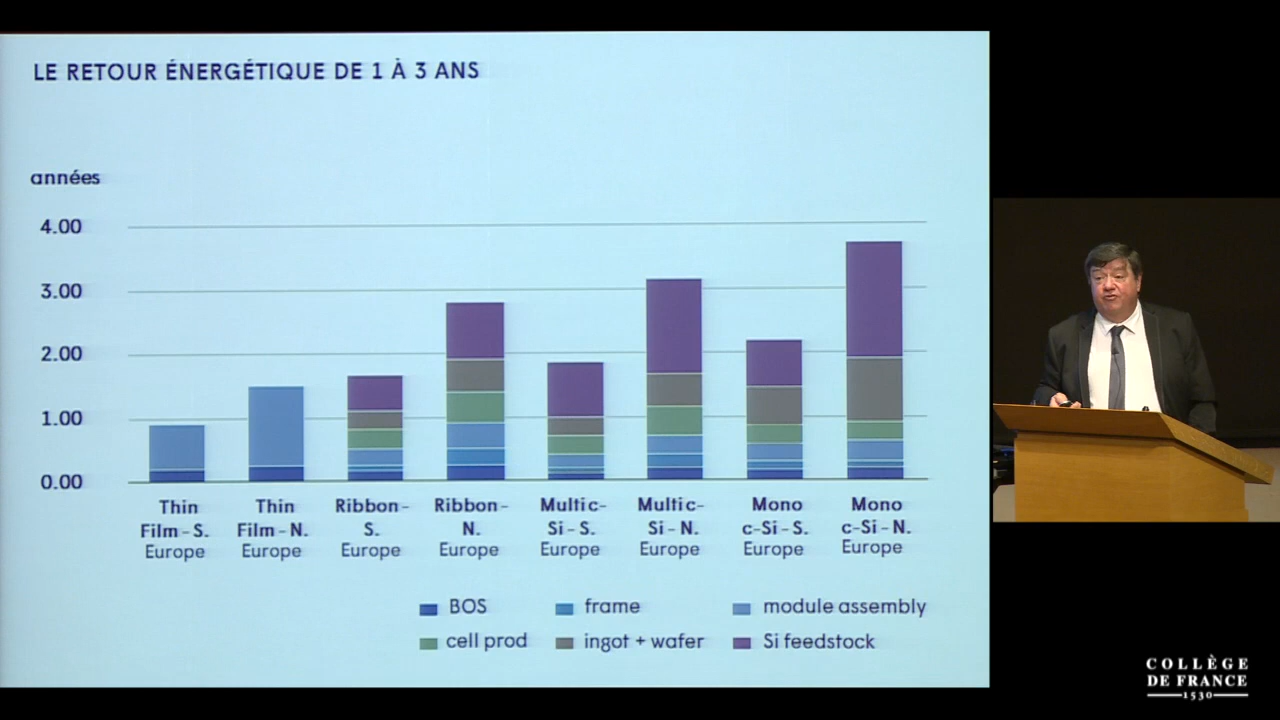 LE RETOUR ÉNERGÉTIQUE DE 1 À 3 ANS
années
4.00
3.00
2.00
1.00
0.00
Thin
Film - S.
Europe
Thin
Film - N.
Europe
Ribbon -
S.
Europe
Ribbon -
N.
Europe
Multi c-
Si - S.
Europe
Multi c-
Si - N.
Europe
Mono
c-Si - S.
Europe
Mono
c-Si - N.
Europe
BOS
frame
module assembly
cell prod
ingot + wafer
Si feedstock
COLLÈGE
DE FRANCE
1530